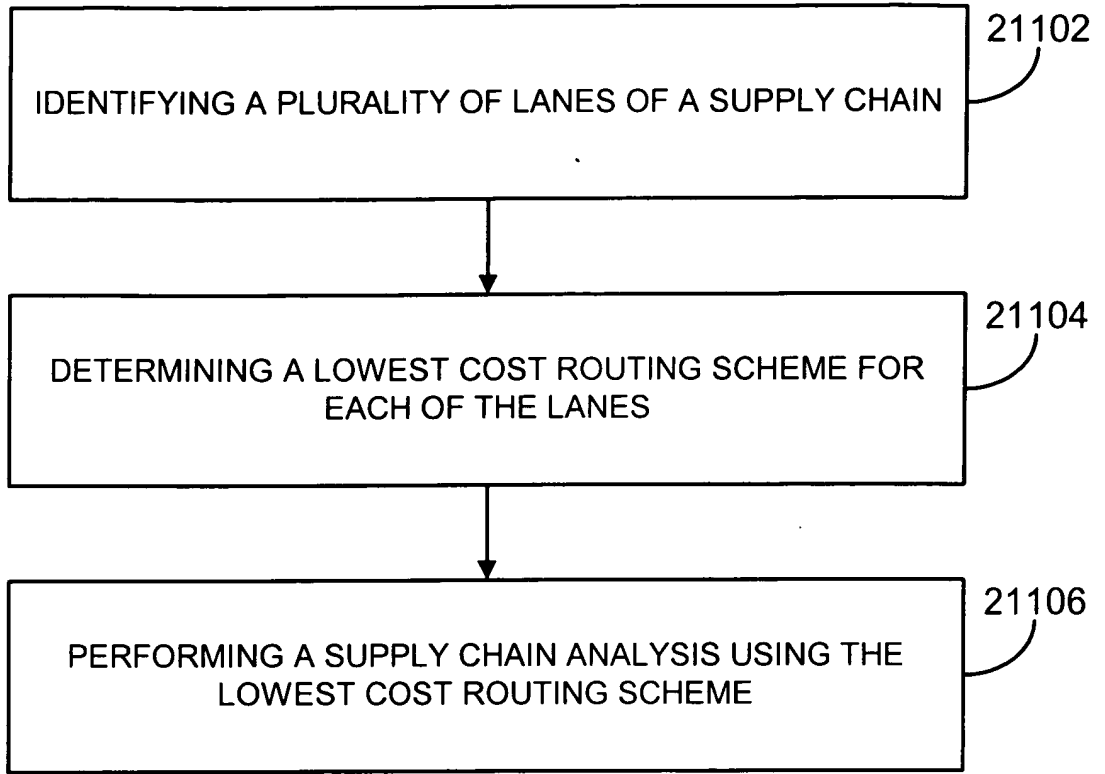 21102
IDENTIFYING A PLURALITY OF LANES OF A SUPPLY CHAIN
21104
DETERMINING A LOWEST COST ROUTING SCHEME FOR
EACH OF THE LANES
21106
PERFORMING A SUPPLY CHAIN ANALYSIS USING THE
LOWEST COST ROUTING SCHEME